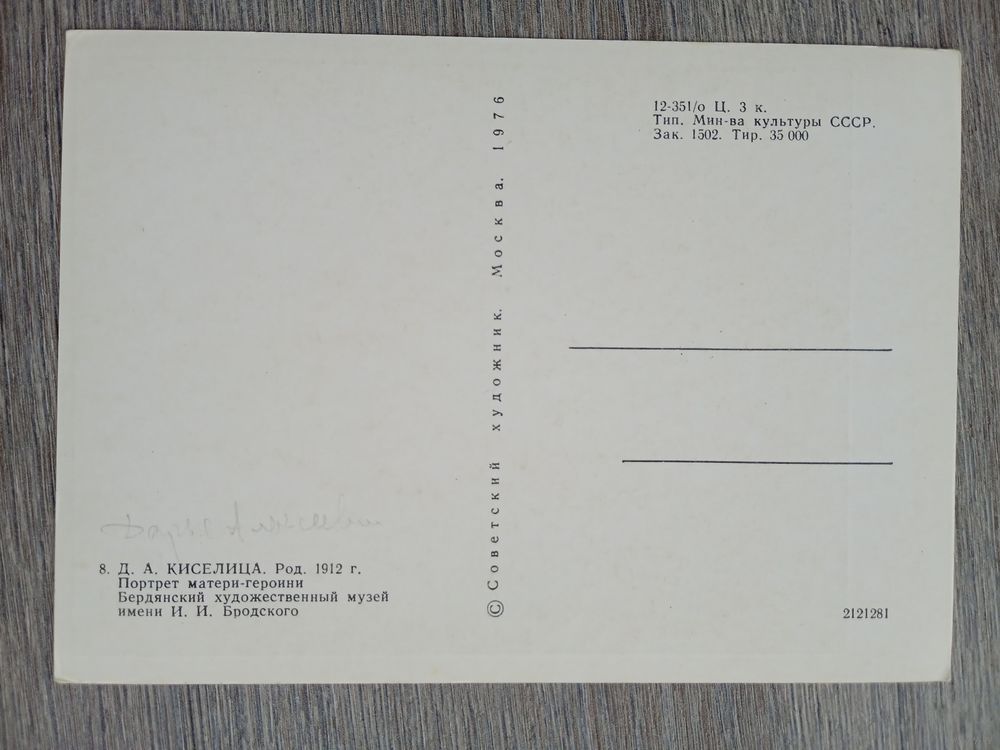 12-351/о Ц. 3 к.
Тип. Мин-ва культуры СССР.
Зак. 1502. Тир. 35 000
© Советский художник. Москва. 1976
8. Д. А. КИСЕЛИЦА. Род. 1912 г.
Портрет матери-героини
Бердянский художественный музей
имени И. И. Бродского
2121281